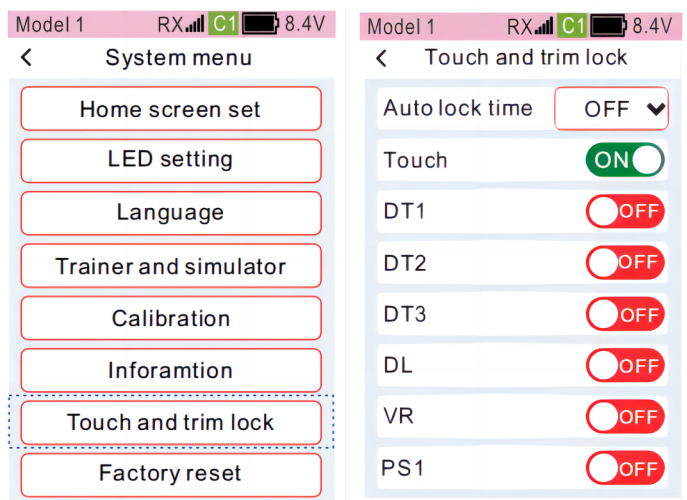 Model 1 RX C1 8.4V
System menu
Home screen set
LED setting
Language
Trainer and simulator
Calibration
Inforamtion
Touch and trim lock
Factory reset
Model 1 RX C1 8.4V
Touch and trim lock
Auto lock time OFF
Touch ON
DT1 OFF
DT2 OFF
DT3 OFF
DL OFF
VR OFF
PS1 OFF